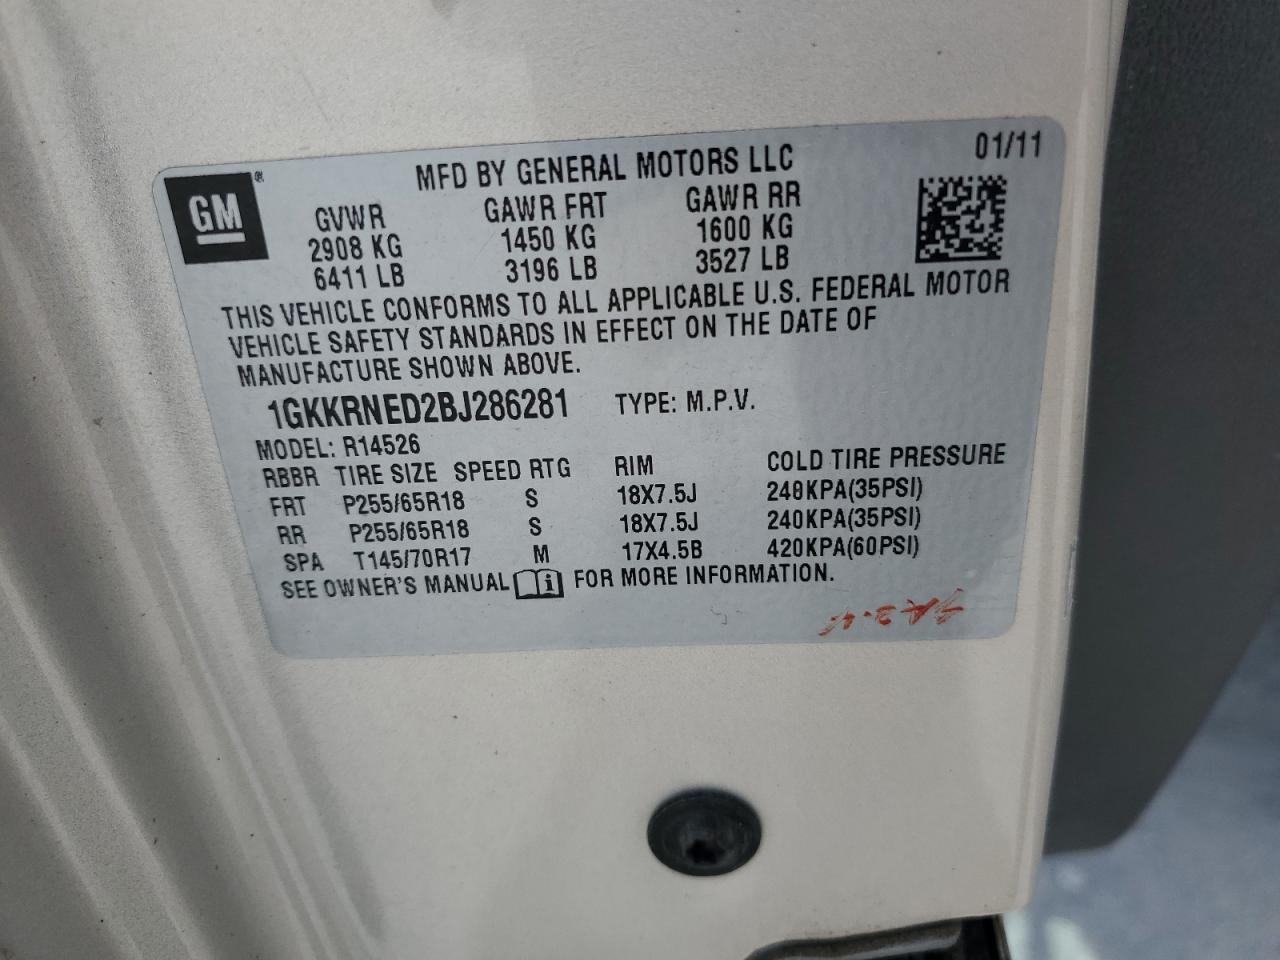 01/11
MFD BY GENERAL MOTORS LLC
GM
GVWR GAWR FRT GAWR RR
2908 KG 1450 KG 1600 KG
6411 LB 3196 LB 3527 LB
THIS VEHICLE CONFORMS TO ALL APPLICABLE U.S. FEDERAL MOTOR
VEHICLE SAFETY STANDARDS IN EFFECT ON THE DATE OF
MANUFACTURE SHOWN ABOVE.
1GKKRNED2BJ286281 TYPE: M.P.V.
MODEL: R14526
RBBR TIRE SIZE SPEED RTG RIM COLD TIRE PRESSURE
FRT P255/65R18 S 18X7.5J 240KPA(35PSI)
RR P255/65R18 S 18X7.5J 240KPA(35PSI)
SPA T145/70R17 M 17X4.5B 420KPA(60PSI)
SEE OWNER'S MANUAL FOR MORE INFORMATION.